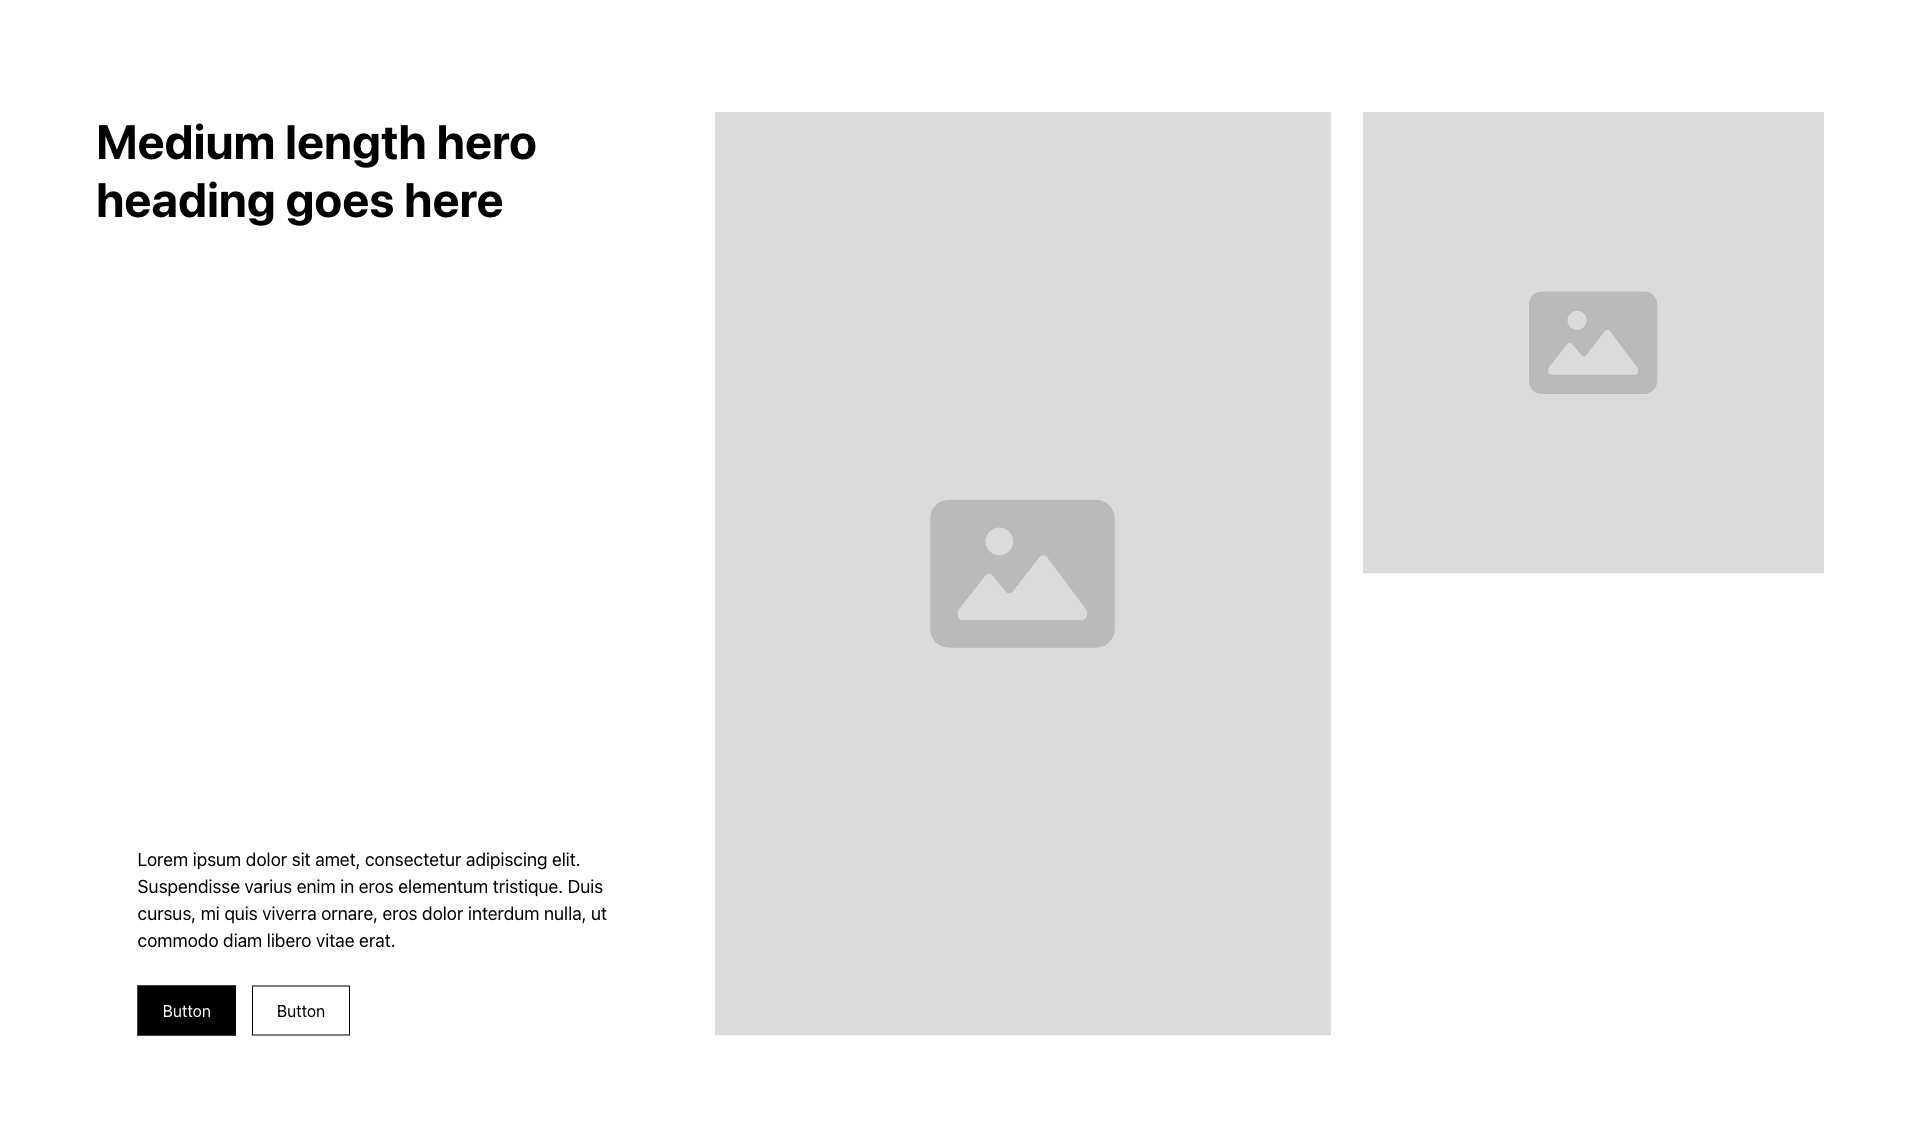 Medium length hero
heading goes here
Lorem ipsum dolor sit amet, consectetur adipiscing elit.
Suspendisse varius enim in eros elementum tristique. Duis
cursus, mi quis viverra ornare, eros dolor interdum nulla, ut
commodo diam libero vitae erat.
Button
Button